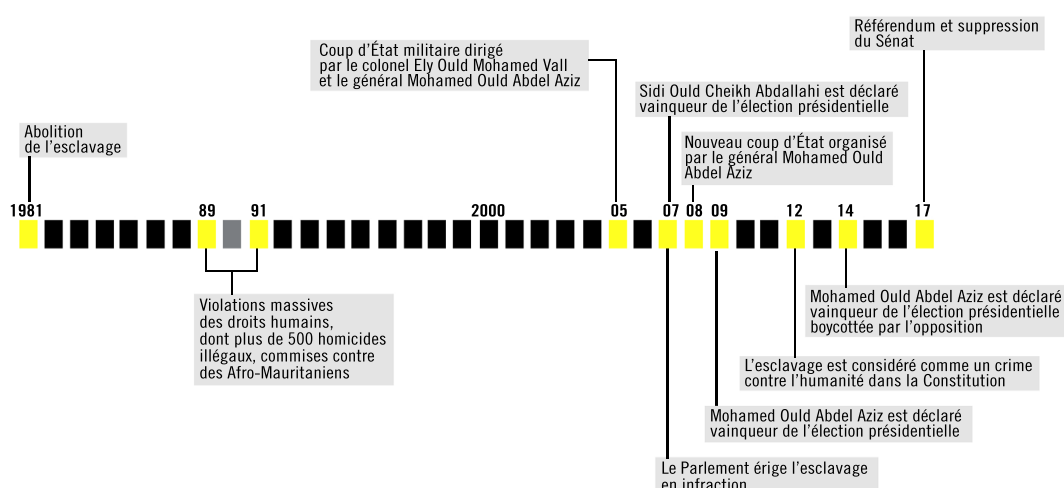 Référendum et suppression
du Sénat
Coup d’État militaire dirigé
par le colonel Ely Ould Mohamed Vall
et le général Mohamed Ould Abdel Aziz
Sidi Ould Cheikh Abdallahi est déclaré
vainqueur de l’élection présidentielle
Abolition
de l’esclavage
Nouveau coup d’État organisé
par le général Mohamed Ould
Abdel Aziz
1981 89 91 2000 05 07 08 09 12 14 17
Violations massives
des droits humains,
dont plus de 500 homicides
illégaux, commises contre
des Afro-Mauritaniens
Mohamed Ould Abdel Aziz est déclaré
vainqueur de l’élection présidentielle
boycottée par l’opposition
L’esclavage est considéré comme un crime
contre l’humanité dans la Constitution
Mohamed Ould Abdel Aziz est déclaré
vainqueur de l’élection présidentielle
Le Parlement érige l’esclavage
en infraction